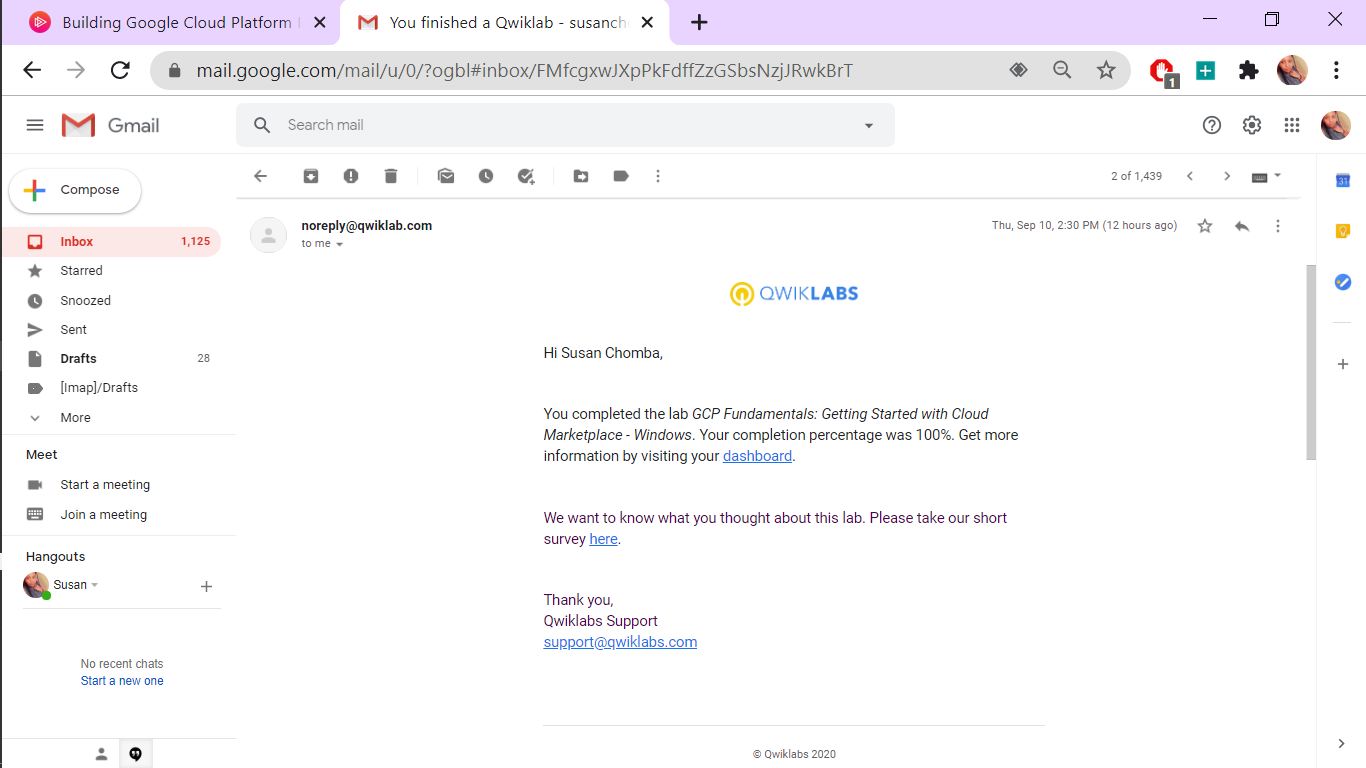 Building Google Cloud Platform
You finished a Qwiklab - susanch
mail.google.com/mail/u/0/?ogbl#inbox/FMfcgxwJXpPkFdffZzGSbsNzjJRwkBrT
1
Gmail
Search mail
Compose
2 of 1,439
31
Inbox 1,125
noreply@qwiklab.com
Thu, Sep 10, 2:30 PM (12 hours ago)
to me
Starred
Snoozed
Sent
Drafts 28
[Imap]/Drafts
More
QWIKLABS
Hi Susan Chomba,
You completed the lab GCP Fundamentals: Getting Started with Cloud
Marketplace - Windows. Your completion percentage was 100%. Get more
information by visiting your dashboard.
We want to know what you thought about this lab. Please take our short
survey here.
Thank you,
Qwiklabs Support
support@qwiklabs.com
© Qwiklabs 2020
Meet
Start a meeting
Join a meeting
Hangouts
Susan
No recent chats
Start a new one